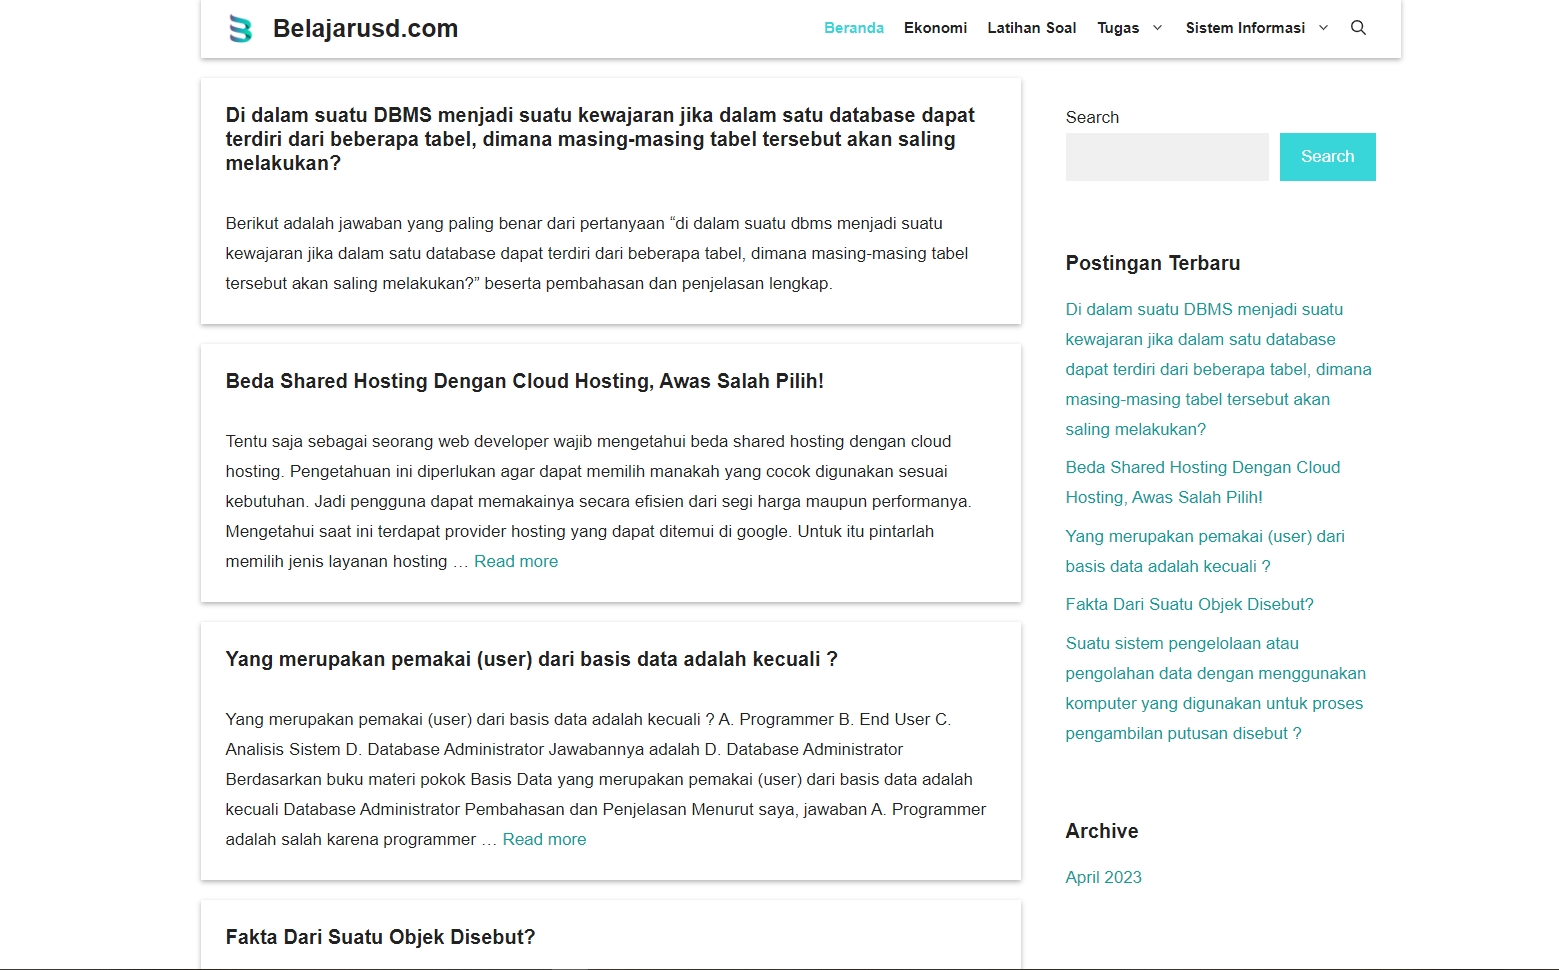 Belajarusd.com
Beranda Ekonomi Latihan Soal Tugas Sistem Informasi
Di dalam suatu DBMS menjadi suatu kewajaran jika dalam satu database dapat
terdiri dari beberapa tabel, dimana masing-masing tabel tersebut akan saling
melakukan?
Berikut adalah jawaban yang paling benar dari pertanyaan “di dalam suatu dbms menjadi suatu
kewajaran jika dalam satu database dapat terdiri dari beberapa tabel, dimana masing-masing tabel
tersebut akan saling melakukan?” beserta pembahasan dan penjelasan lengkap.
Beda Shared Hosting Dengan Cloud Hosting, Awas Salah Pilih!
Tentu saja sebagai seorang web developer wajib mengetahui beda shared hosting dengan cloud
hosting. Pengetahuan ini diperlukan agar dapat memilih manakah yang cocok digunakan sesuai
kebutuhan. Jadi pengguna dapat memakainya secara efisien dari segi harga maupun performanya.
Mengetahui saat ini terdapat provider hosting yang dapat ditemui di google. Untuk itu pintarlah
memilih jenis layanan hosting … Read more
Yang merupakan pemakai (user) dari basis data adalah kecuali ?
Yang merupakan pemakai (user) dari basis data adalah kecuali ? A. Programmer B. End User C.
Analisis Sistem D. Database Administrator Jawabannya adalah D. Database Administrator
Berdasarkan buku materi pokok Basis Data yang merupakan pemakai (user) dari basis data adalah
kecuali Database Administrator Pembahasan dan Penjelasan Menurut saya, jawaban A. Programmer
adalah salah karena programmer … Read more
Fakta Dari Suatu Objek Disebut?
Search
Search
Postingan Terbaru
Di dalam suatu DBMS menjadi suatu
kewajaran jika dalam satu database
dapat terdiri dari beberapa tabel, dimana
masing-masing tabel tersebut akan
saling melakukan?
Beda Shared Hosting Dengan Cloud
Hosting, Awas Salah Pilih!
Yang merupakan pemakai (user) dari
basis data adalah kecuali ?
Fakta Dari Suatu Objek Disebut?
Suatu sistem pengelolaan atau
pengolahan data dengan menggunakan
komputer yang digunakan untuk proses
pengambilan putusan disebut ?
Archive
April 2023